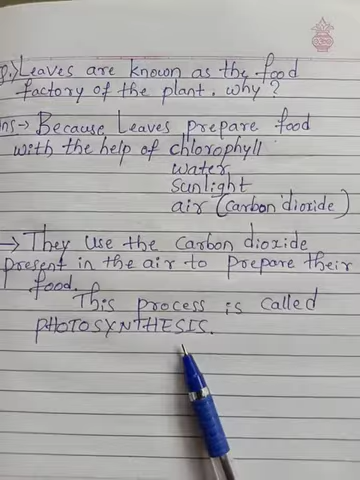 Q.) Leaves are known as the food
factory of the plant. Why?
Ans → Because Leaves prepare food
with the help of chlorophyll
water
sunlight
air (carbon dioxide)
→ They use the carbon dioxide
present in the air to prepare their
food.
This process is called
PHOTOSYNTHESIS.